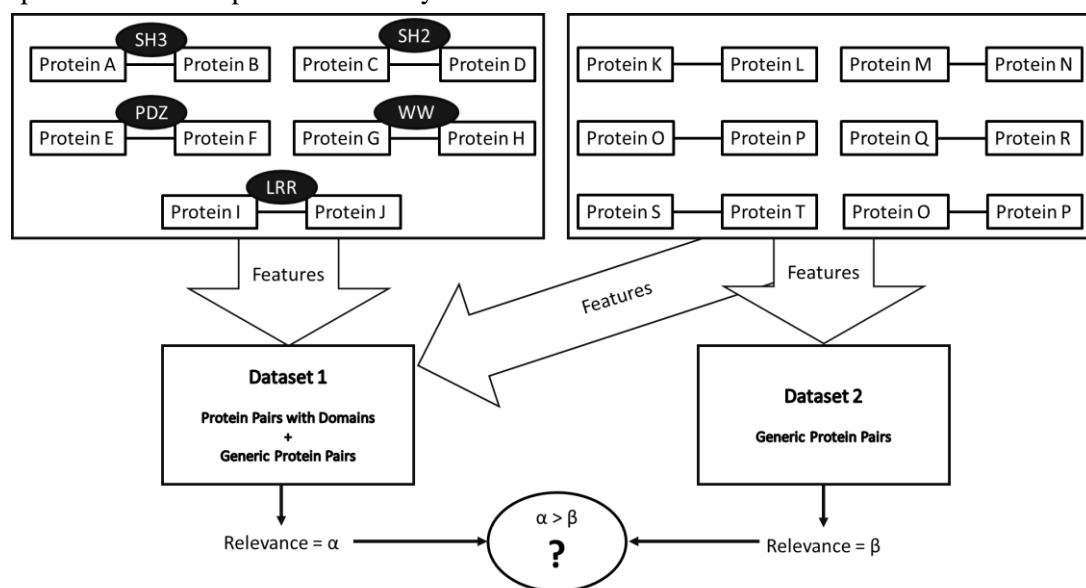 SH3
SH2
Protein A
Protein B
Protein C
Protein D
PDZ
WW
Protein E
Protein F
Protein G
Protein H
LRR
Protein I
Protein J
Protein K
Protein L
Protein M
Protein N
Protein O
Protein P
Protein Q
Protein R
Protein S
Protein T
Protein O
Protein P
Features
Features
Features
Dataset 1
Protein Pairs with Domains
+
Generic Protein Pairs
Dataset 2
Generic Protein Pairs
Relevance = α
α > β
?
Relevance = β